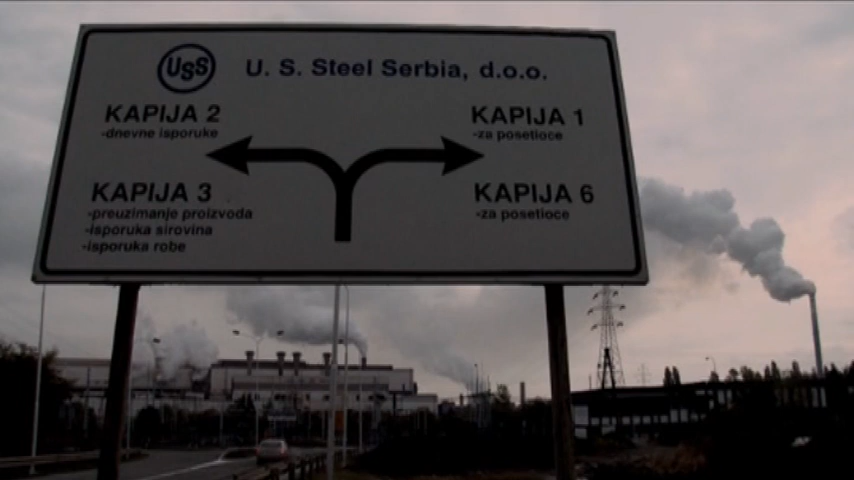 USS U. S. Steel Serbia, d.o.o.
KAPIJA 2
-dnevne isporuke
KAPIJA 3
-preuzimanje proizvoda
-isporuka sirovina
-isporuka robe
KAPIJA 1
-za posetioce
KAPIJA 6
-za posetioce